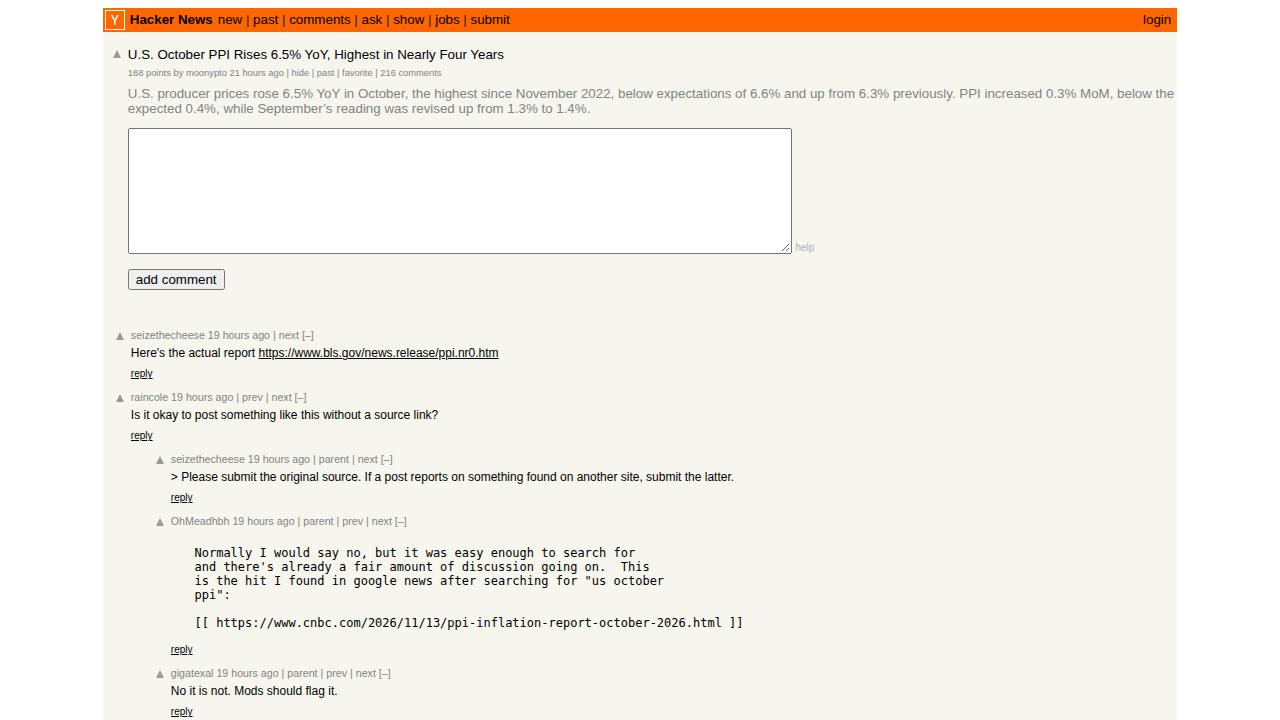 Y Hacker News new | past | comments | ask | show | jobs | submit login
▲ U.S. October PPI Rises 6.5% YoY, Highest in Nearly Four Years
168 points by moonypto 21 hours ago | hide | past | favorite | 216 comments
U.S. producer prices rose 6.5% YoY in October, the highest since November 2022, below expectations of 6.6% and up from 6.3% previously. PPI increased 0.3% MoM, below the
expected 0.4%, while September’s reading was revised up from 1.3% to 1.4%.
help
add comment
▲ seizethecheese 19 hours ago | next [–]
Here's the actual report https://www.bls.gov/news.release/ppi.nr0.htm
reply
▲ raincole 19 hours ago | prev | next [–]
Is it okay to post something like this without a source link?
reply
▲ seizethecheese 19 hours ago | parent | next [–]
> Please submit the original source. If a post reports on something found on another site, submit the latter.
reply
▲ OhMeadhbh 19 hours ago | parent | prev | next [–]
Normally I would say no, but it was easy enough to search for
and there's already a fair amount of discussion going on.  This
is the hit I found in google news after searching for "us october
ppi":
[[ https://www.cnbc.com/2026/11/13/ppi-inflation-report-october-2026.html ]]
reply
▲ gigatexal 19 hours ago | parent | prev | next [–]
No it is not. Mods should flag it.
reply